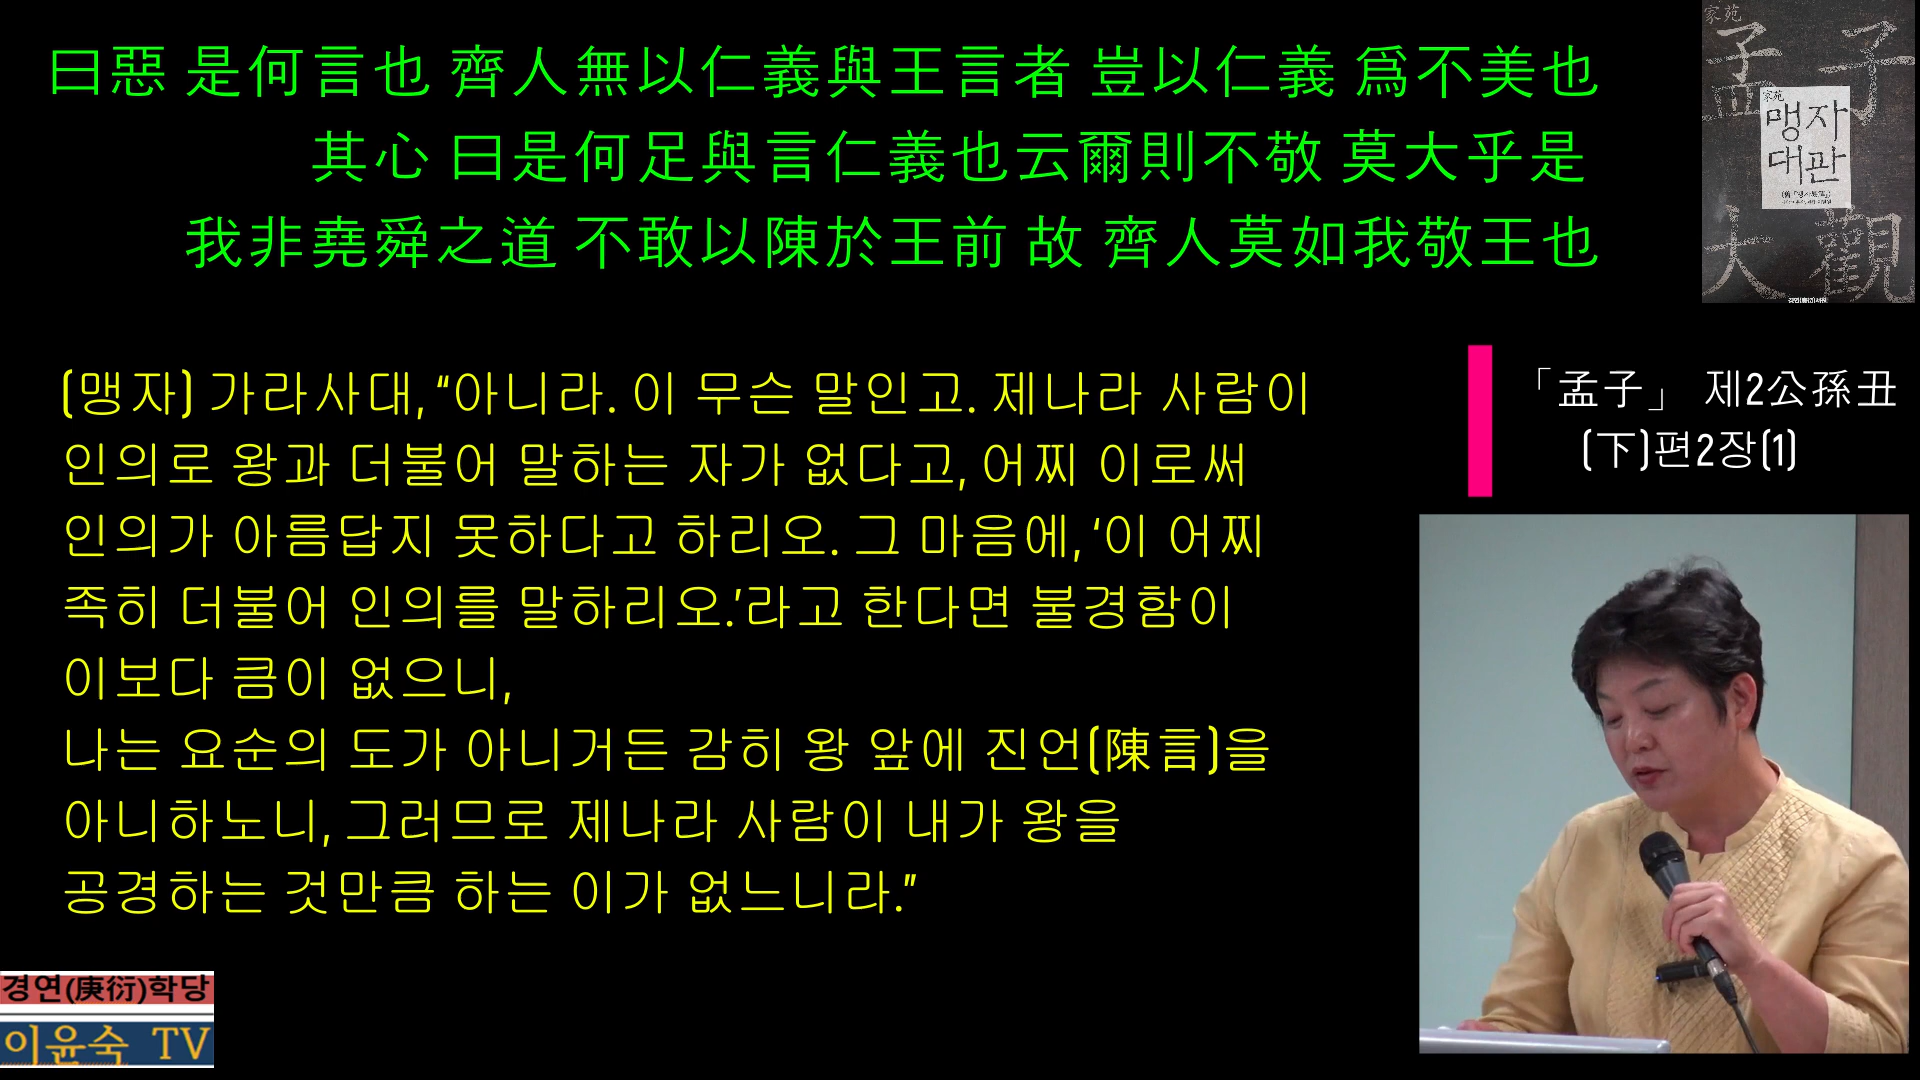 曰惡 是何言也 齊人無以仁義與王言者 豈以仁義 爲不美也
其心 曰是何足與言仁義也云爾則不敬 莫大乎是
我非堯舜之道 不敢以陳於王前 故 齊人莫如我敬王也
(맹자) 가라사대, “아니라. 이 무슨 말인고. 제나라 사람이
인의로 왕과 더불어 말하는 자가 없다고, 어찌 이로써
인의가 아름답지 못하다고 하리오. 그 마음에, ‘이 어찌
족히 더불어 인의를 말하리오.’라고 한다면 불경함이
이보다 큼이 없으니,
나는 요순의 도가 아니거든 감히 왕 앞에 진언(陳言)을
아니하노니, 그러므로 제나라 사람이 내가 왕을
공경하는 것만큼 하는 이가 없느니라.”
家苑
孟子
家苑
맹자
대관
大觀
「孟子」 제2公孫丑
(下)편2장(1)
경연(庚衍)학당
이윤숙 TV